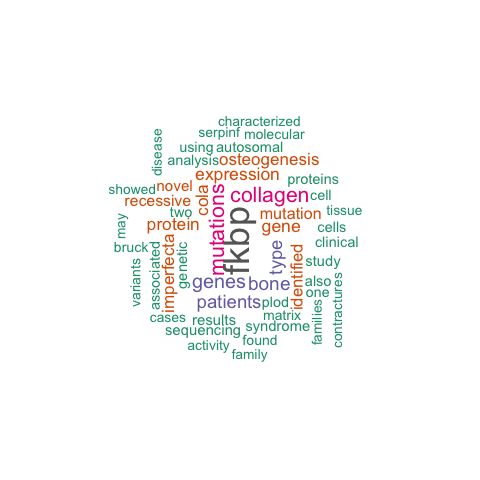 characterized
serpinf molecular
using autosomal
disease
analysis osteogenesis
expression
proteins
showed novel
recessive
cola
mutations
collagen cell
two
fkbp
mutation tissue
may
protein
gene cells
clinical
bruck
type
imperfecta
associated
genetic
variants
identified
study
genes bone also
one
patients plod
families
contractures
matrix
cases results
sequencing syndrome
found
activity
family